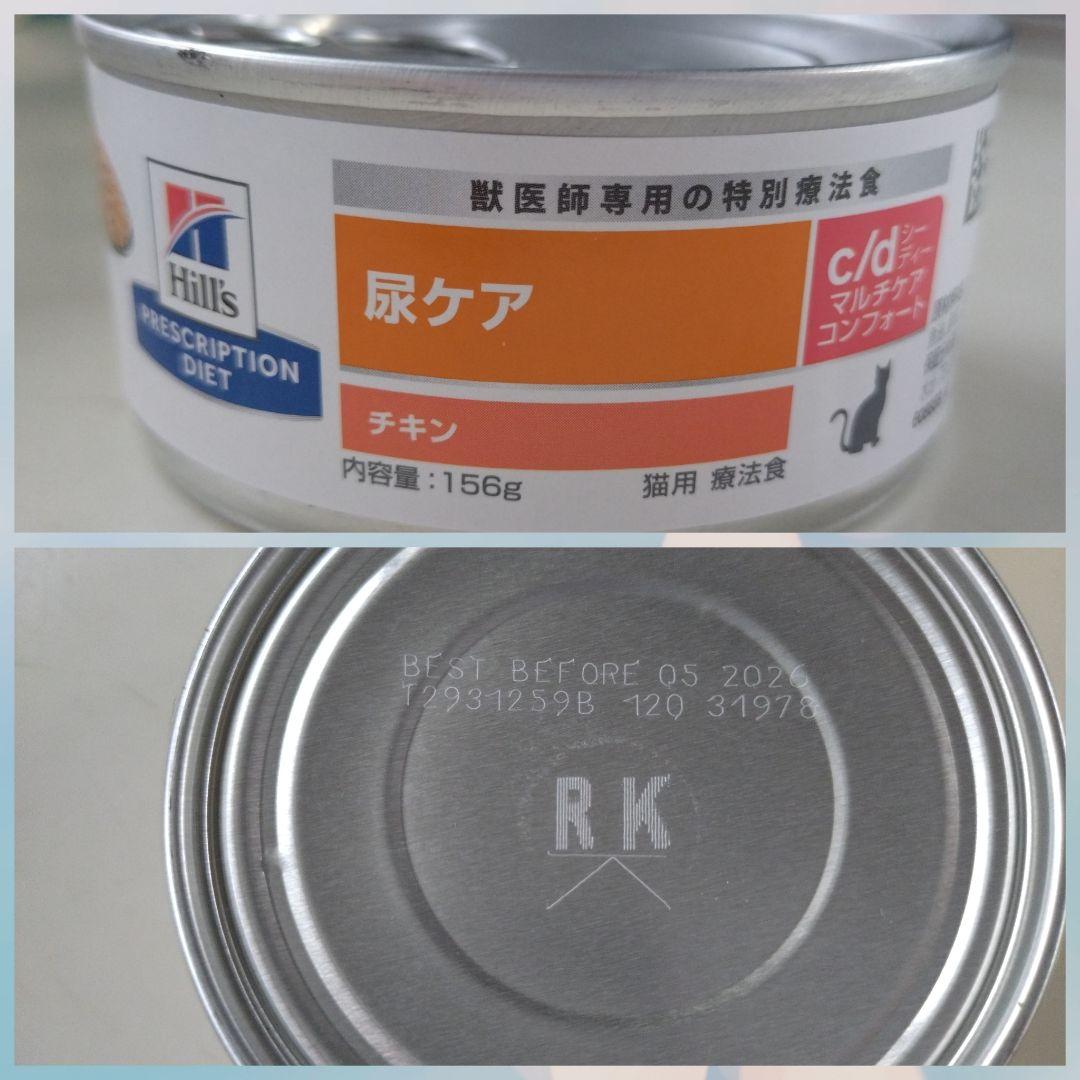 獣医師専用の特別療法食
Hill's
PRESCRIPTION
DIET
尿ケア
c/d シーディー
マルチケア
コンフォート
チキン
内容量:156g
猫用 療法食
BEST BEFORE 05 2026
T2931259B 120 31978
RK